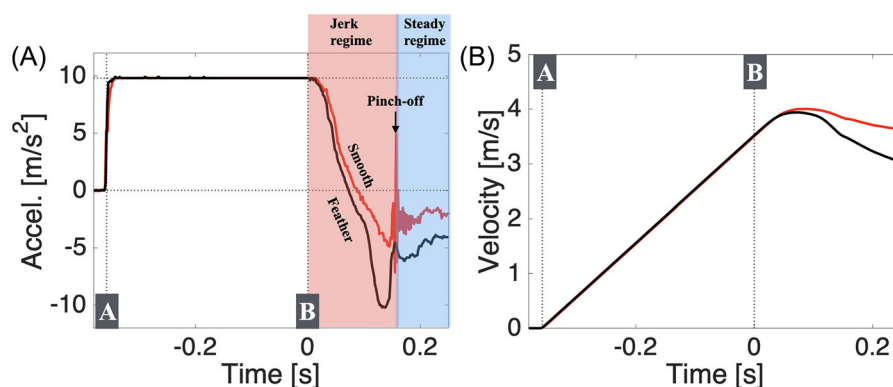 Jerk regime
Steady regime
(A)
(B)
Accel. [m/s²]
10
5
0
-5
-10
Pinch-off
Smooth
Feather
A
B
-0.2
0
0.2
Time [s]
Velocity [m/s]
5
4
3
2
1
0
A
B
-0.2
0
0.2
Time [s]